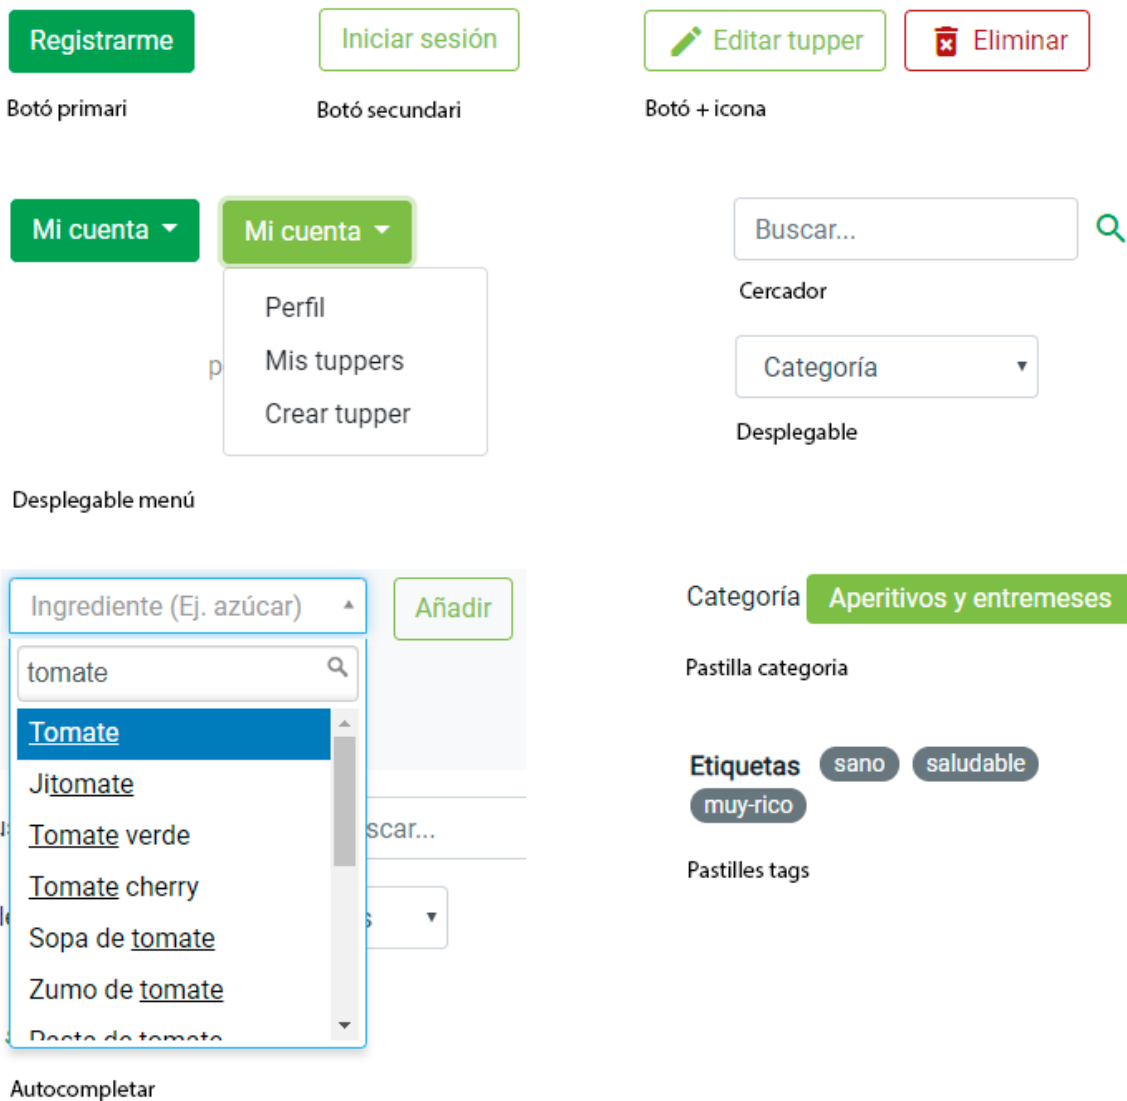 Registrarme
Iniciar sesión
Editar tupper
Eliminar
Botó primari
Botó secundari
Botó + icona
Mi cuenta
Mi cuenta
Buscar...
Perfil
Mis tuppers
Crear tupper
Cercador
Categoría
Desplegable
Desplegable menú
Ingrediente (Ej. azúcar)
Añadir
tomate
Tomate
Jitomate
Tomate verde
Tomate cherry
Sopa de tomate
Zumo de tomate
Pasta de tomate
scar...
Autocompletar
Categoría Aperitivos y entremeses
Pastilla categoria
Etiquetas sano saludable
muy-rico
Pastilles tags